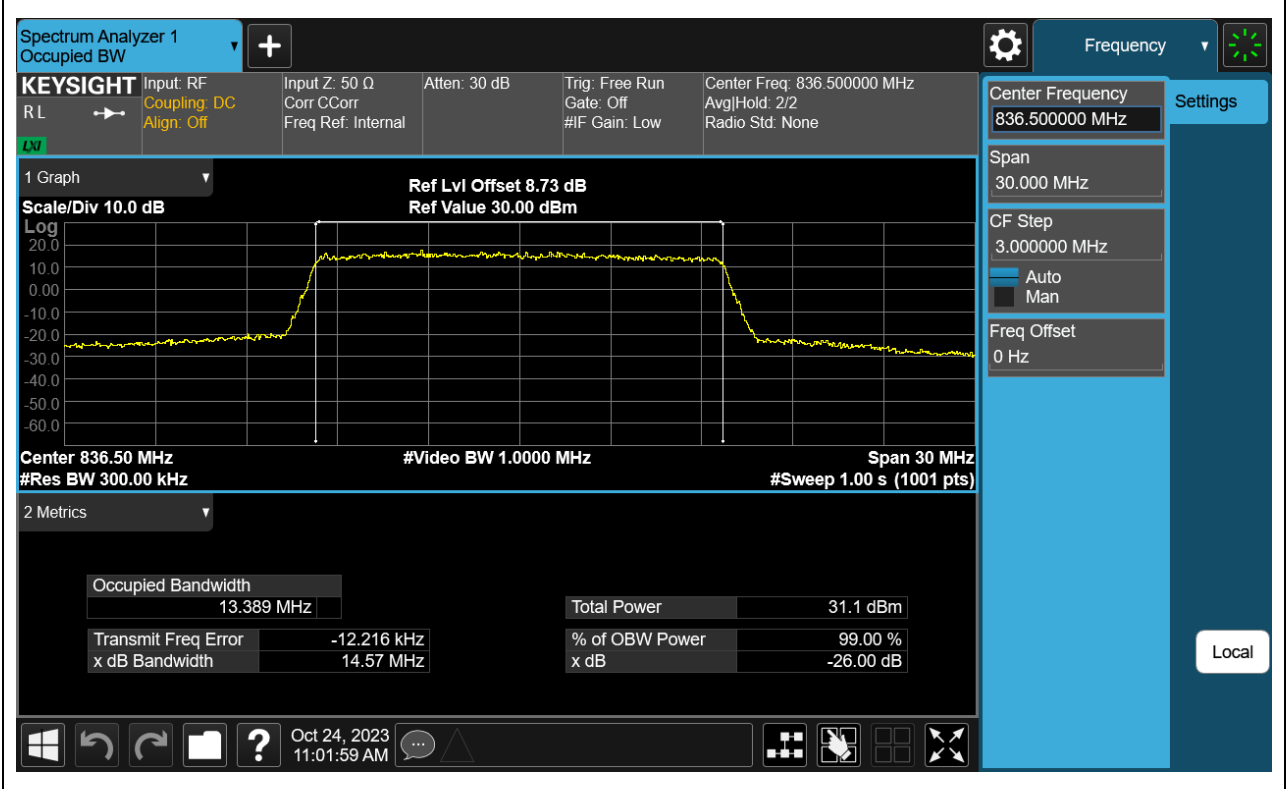 Spectrum Analyzer 1
Occupied BW
+
Frequency
KEYSIGHT
R L
LXI
Input: RF
Coupling: DC
Align: Off
Input Z: 50 Ω
Corr CCorr
Freq Ref: Internal
Atten: 30 dB
Trig: Free Run
Gate: Off
#IF Gain: Low
Center Freq: 836.500000 MHz
Avg|Hold: 2/2
Radio Std: None
Center Frequency
836.500000 MHz
Settings
Span
30.000 MHz
CF Step
3.000000 MHz
Auto
Man
Freq Offset
0 Hz
Local
1 Graph
Scale/Div 10.0 dB
Ref Lvl Offset 8.73 dB
Ref Value 30.00 dBm
Log
20.0
10.0
0.00
-10.0
-20.0
-30.0
-40.0
-50.0
-60.0
Center 836.50 MHz
#Video BW 1.0000 MHz
Span 30 MHz
#Res BW 300.00 kHz
#Sweep 1.00 s (1001 pts)
2 Metrics
Occupied Bandwidth
13.389 MHz
Total Power 31.1 dBm
Transmit Freq Error -12.216 kHz
% of OBW Power 99.00 %
x dB Bandwidth 14.57 MHz
x dB -26.00 dB
?
Oct 24, 2023
11:01:59 AM